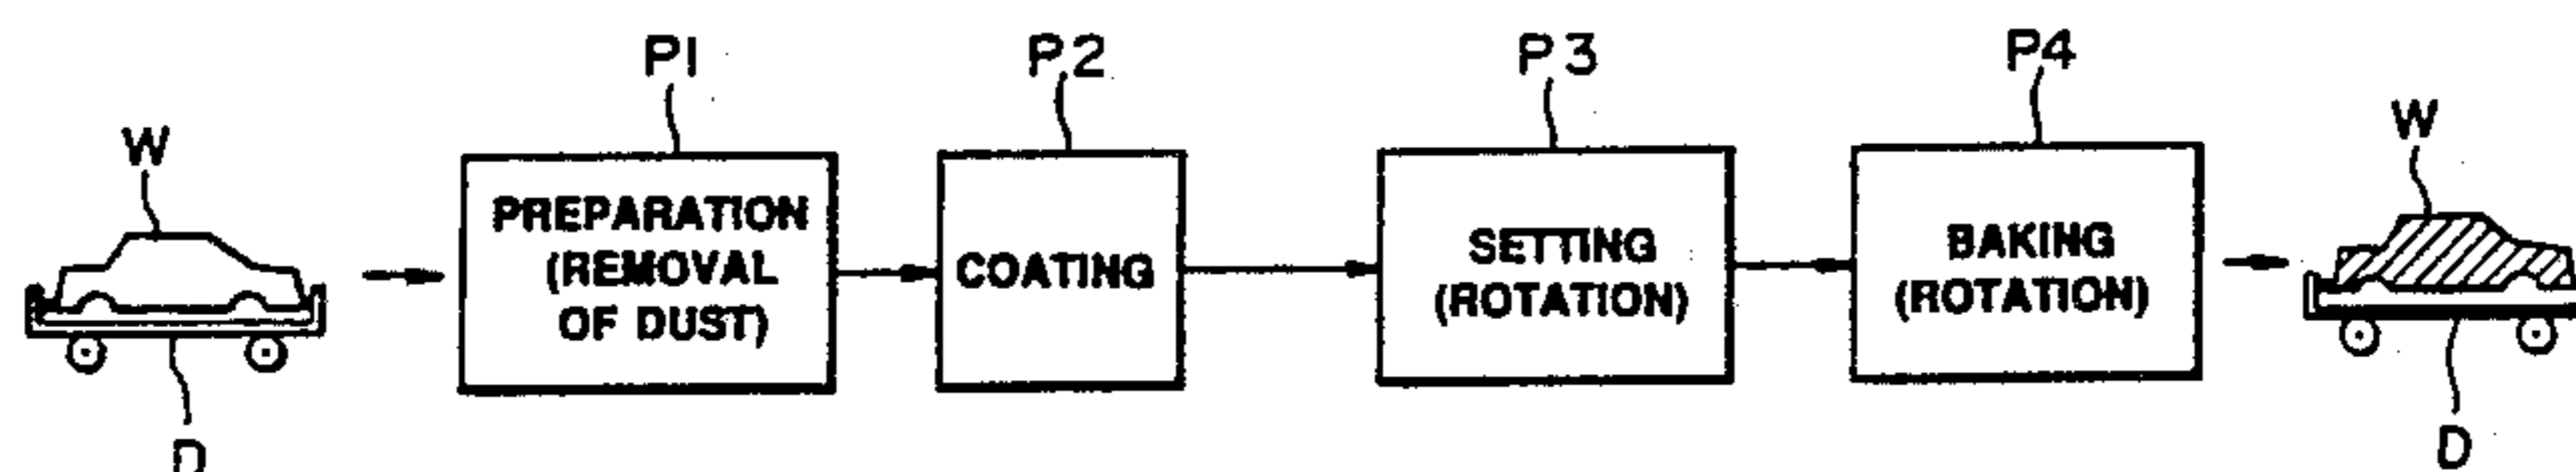 P1
P2
P3
P4
W
W
PREPARATION
(REMOVAL
OF DUST)
COATING
SETTING
(ROTATION)
BAKING
(ROTATION)
D
D